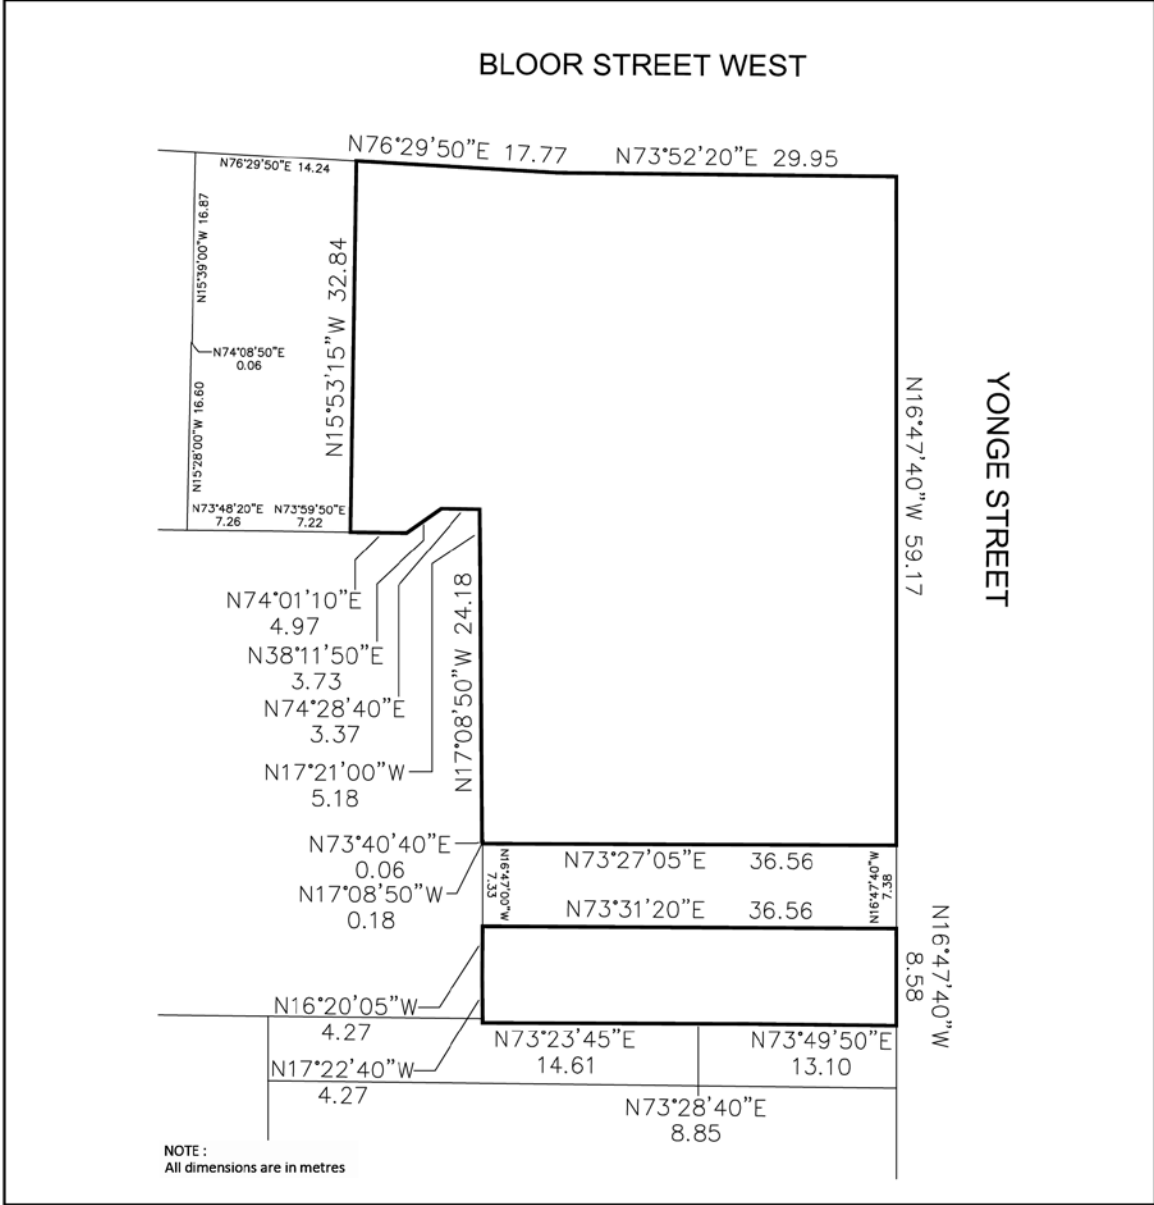 BLOOR STREET WEST
N76°29'50"E 17.77
N73°52'20"E 29.95
N76°29'50"E 14.24
N15°39'00"W 16.87
N15°53'15"W 32.84
N74°08'50"E
0.06
N15°28'00"W 16.60
N73°48'20"E
7.26
N73°59'50"E
7.22
N16°47'40"W 59.17
YONGE STREET
N74°01'10"E
4.97
N38°11'50"E
3.73
N74°28'40"E
3.37
N17°21'00"W
5.18
N17°08'50"W 24.18
N73°40'40"E
0.06
N17°08'50"W
0.18
N16°47'00"W
7.33
N73°27'05"E 36.56
N16°47'40"W
7.38
N73°31'20"E 36.56
N16°47'40"W
8.58
N16°20'05"W
4.27
N17°22'40"W
4.27
N73°23'45"E
14.61
N73°49'50"E
13.10
N73°28'40"E
8.85
NOTE :
All dimensions are in metres